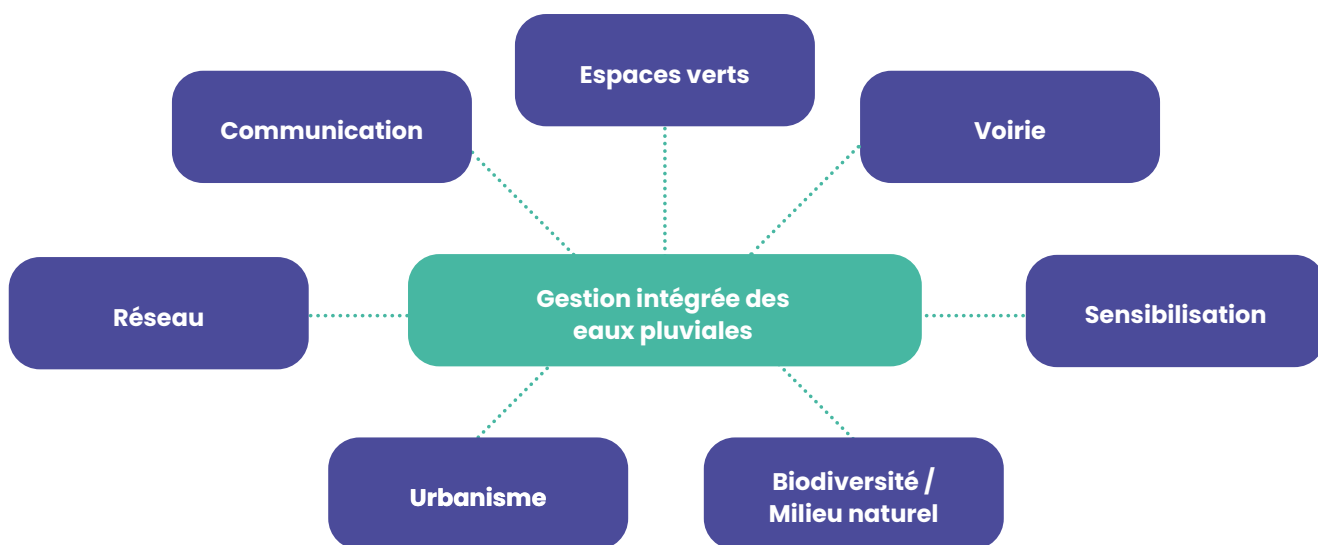 Espaces verts
Communication
Voirie
Gestion intégrée des
eaux pluviales
Réseau
Sensibilisation
Urbanisme
Biodiversité /
Milieu naturel